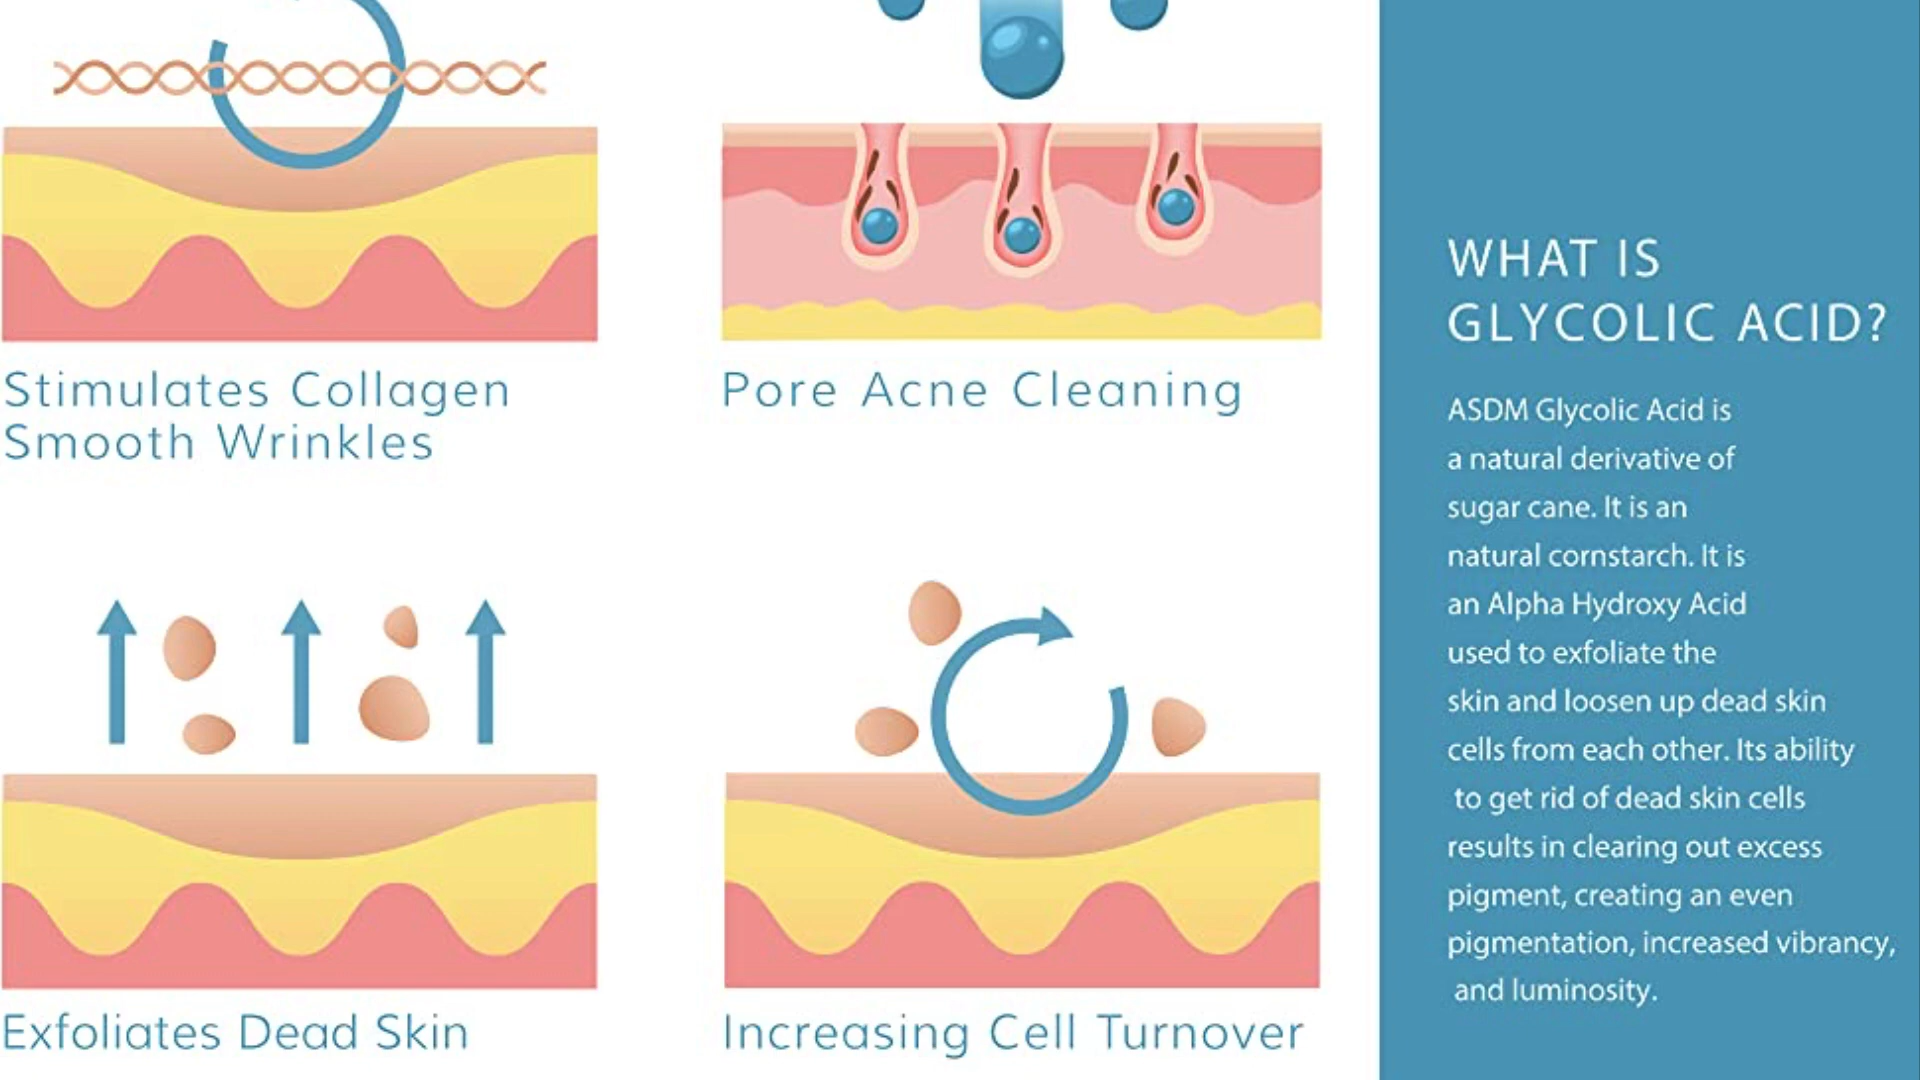 Stimulates Collagen
Smooth Wrinkles
Pore Acne Cleaning
Exfoliates Dead Skin
Increasing Cell Turnover
WHAT IS
GLYCOLIC ACID?
ASDM Glycolic Acid is
a natural derivative of
sugar cane. It is an
natural cornstarch. It is
an Alpha Hydroxy Acid
used to exfoliate the
skin and loosen up dead skin
cells from each other. Its ability
to get rid of dead skin cells
results in clearing out excess
pigment, creating an even
pigmentation, increased vibrancy,
and luminosity.